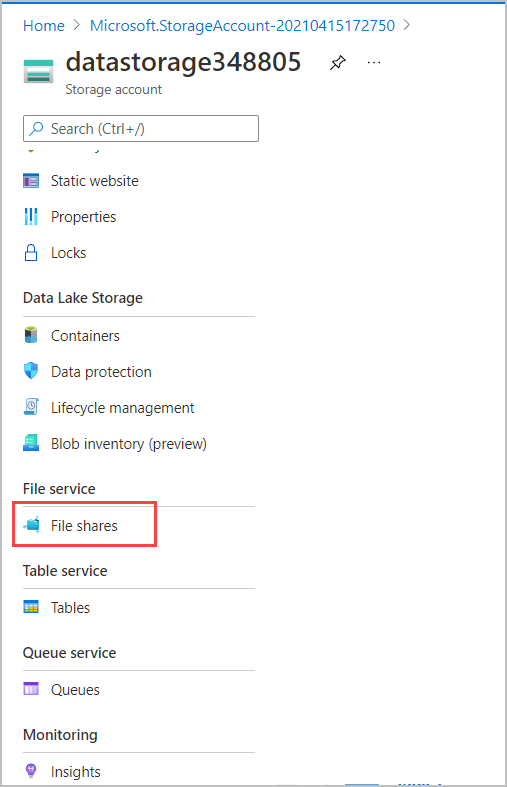 Home > Microsoft.StorageAccount-20210415172750 >
datastorage348805
Storage account
Search (Ctrl+/)
Static website
Properties
Locks
Data Lake Storage
Containers
Data protection
Lifecycle management
Blob inventory (preview)
File service
File shares
Table service
Tables
Queue service
Queues
Monitoring
Insights